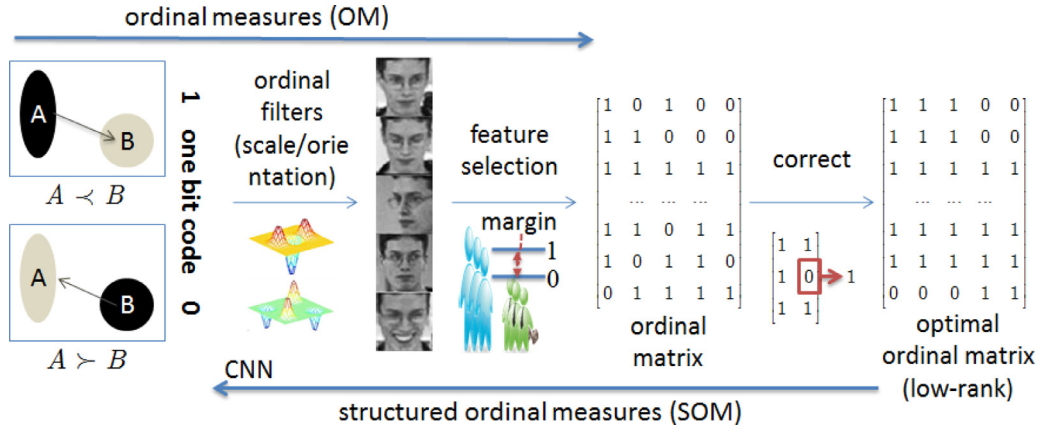 ordinal measures (OM)
A
B
A ≺ B
A
B
A ≻ B
1 one bit code 0
ordinal
filters
(scale/orie
ntation)
CNN
feature
selection
margin
1
0
1 0 1 0 0
1 1 0 0 0
1 1 1 1 1
... ... ...
1 1 0 1 1
1 0 1 1 0
0 1 1 1 1
ordinal
matrix
correct
1 1
1 0 1
1 1
1 1 1 0 0
1 1 1 0 0
1 1 1 1 1
... ... ...
1 1 1 1 1
1 1 1 1 1
0 0 0 1 1
optimal
ordinal matrix
(low-rank)
structured ordinal measures (SOM)